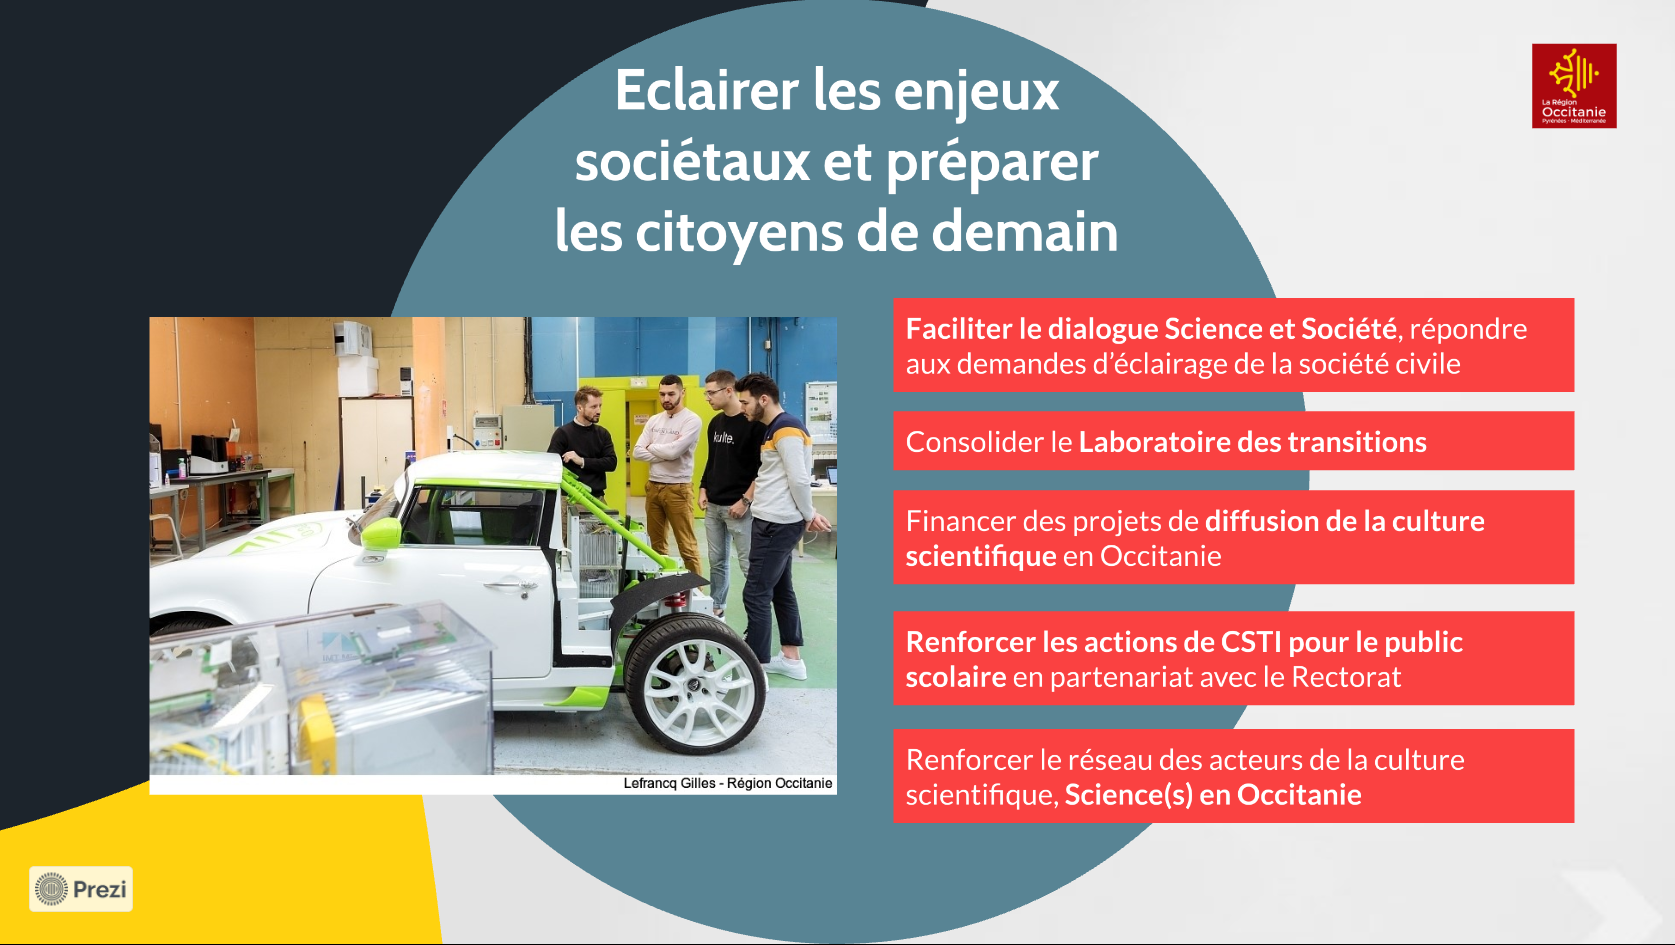 Eclairer les enjeux
sociétaux et préparer
les citoyens de demain
La Région
Occitanie
Pyrénées - Méditerranée
Faciliter le dialogue Science et Société, répondre
aux demandes d’éclairage de la société civile
Consolider le Laboratoire des transitions
Financer des projets de diffusion de la culture
scientifique en Occitanie
Renforcer les actions de CSTI pour le public
scolaire en partenariat avec le Rectorat
Renforcer le réseau des acteurs de la culture
scientifique, Science(s) en Occitanie
kulte.
Lefrancq Gilles - Région Occitanie
Prezi